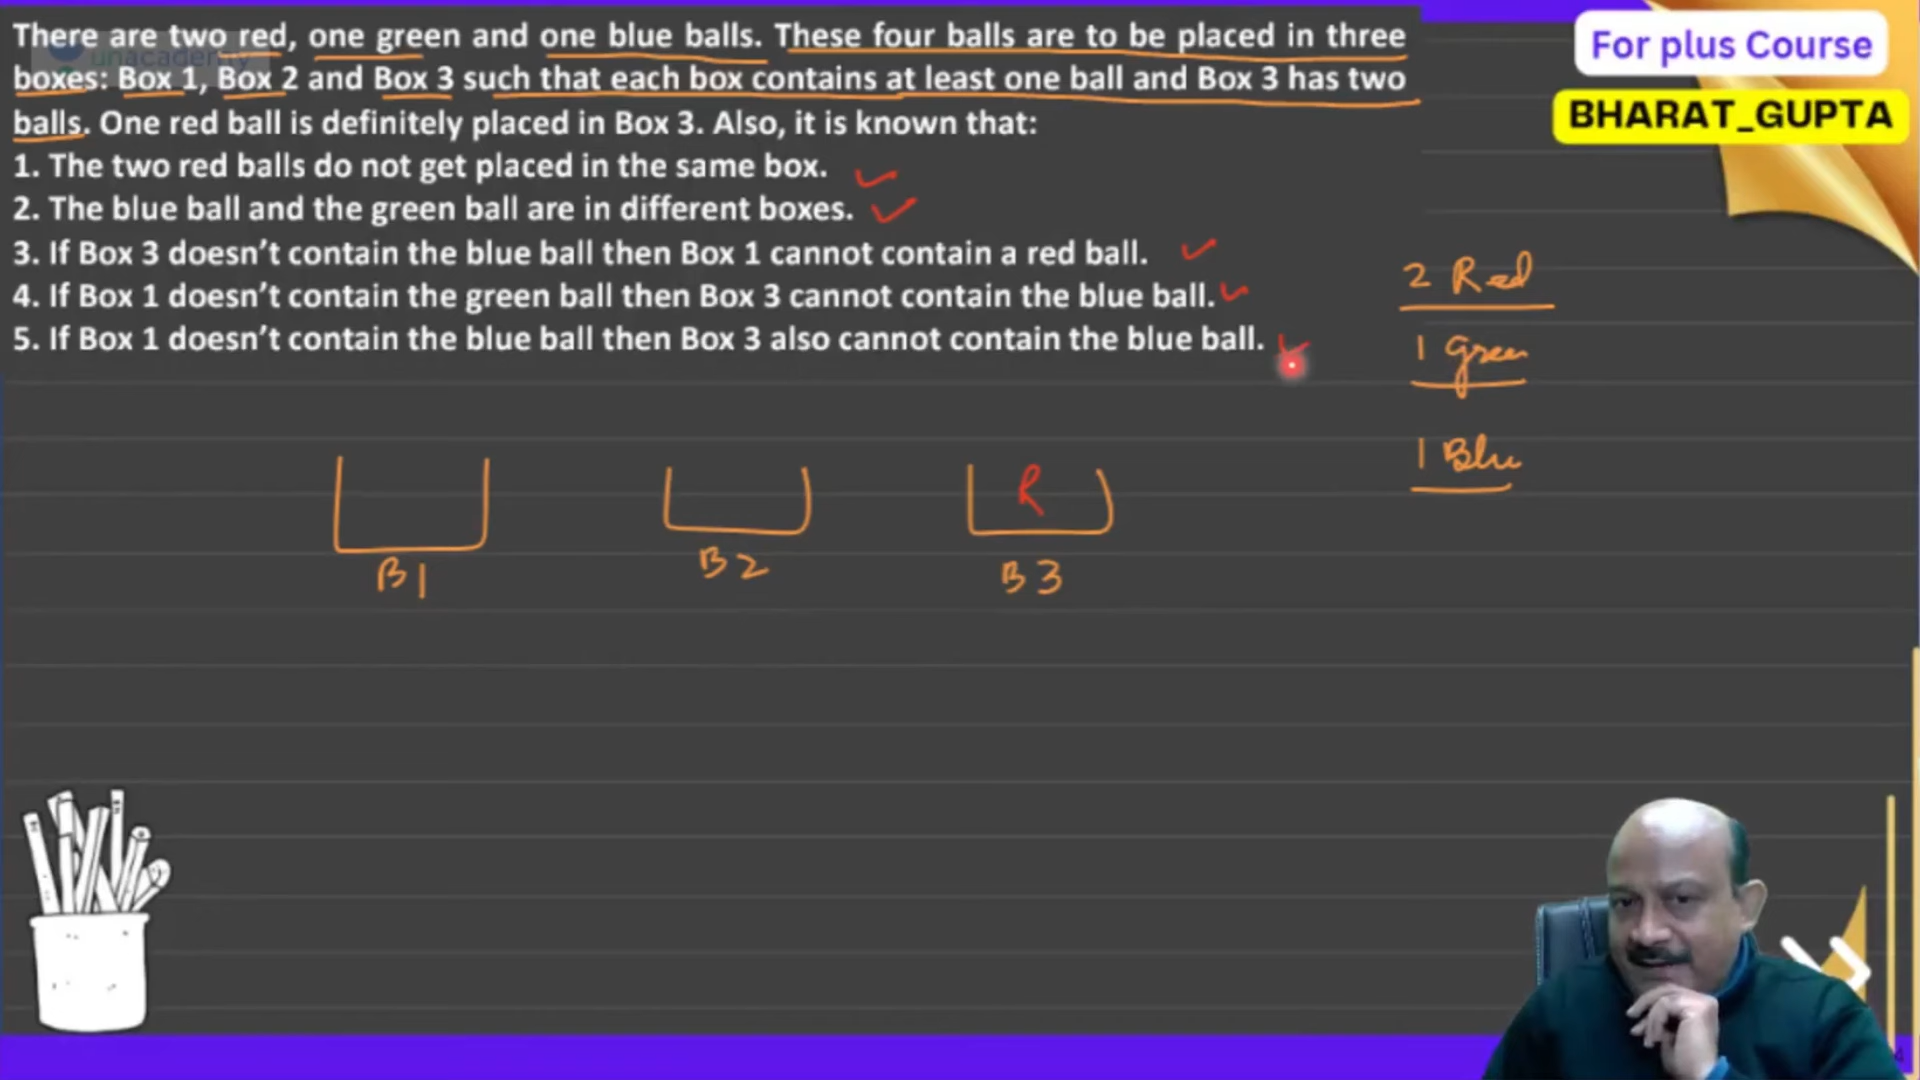 There are two red, one green and one blue balls. These four balls are to be placed in three
boxes: Box 1, Box 2 and Box 3 such that each box contains at least one ball and Box 3 has two
balls. One red ball is definitely placed in Box 3. Also, it is known that:
1. The two red balls do not get placed in the same box.
2. The blue ball and the green ball are in different boxes.
3. If Box 3 doesn't contain the blue ball then Box 1 cannot contain a red ball.
4. If Box 1 doesn't contain the green ball then Box 3 cannot contain the blue ball.
5. If Box 1 doesn't contain the blue ball then Box 3 also cannot contain the blue ball.
unacademy
For plus Course
BHARAT_GUPTA
2 Red
1 Green
1 Blu
R
B1
B2
B3
4